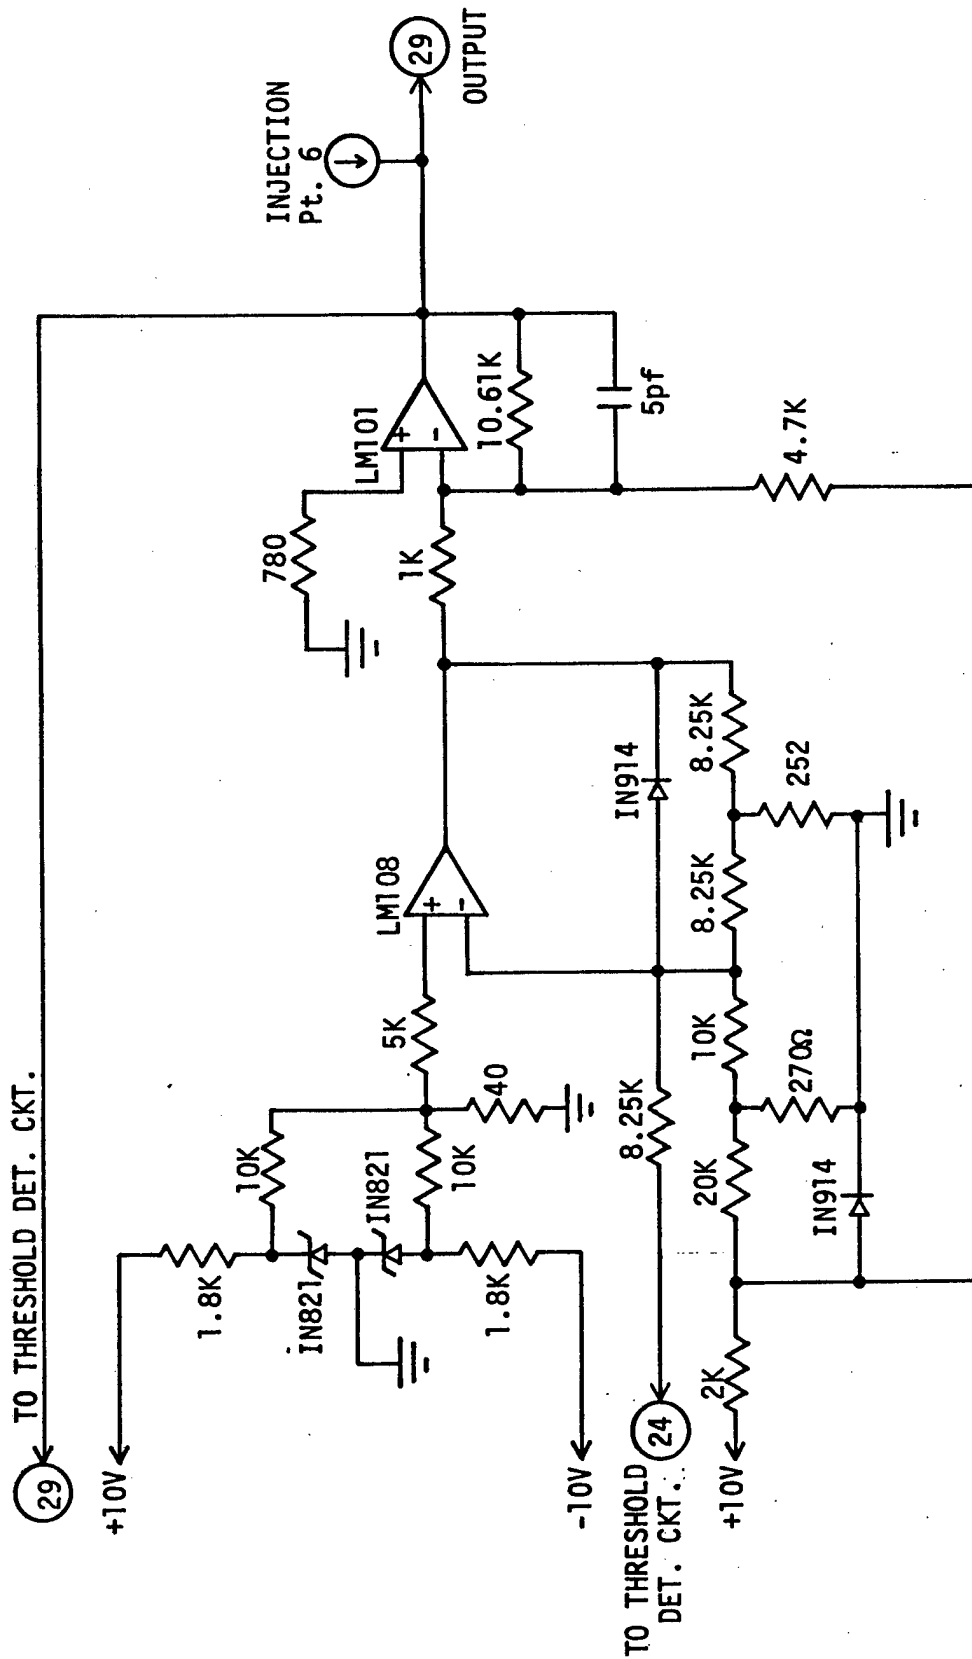 TO THRESHOLD DET. CKT.
29
+10V
1.8K
10K
IN821
IN821
10K
1.8K
-10V
40
5K
LM108
+
-
780
1K
LM101
+
-
10.61K
5pf
4.7K
INJECTION
Pt. 6
29
OUTPUT
TO THRESHOLD
DET. CKT.
24
8.25K
IN914
+10V
2K
20K
10K
8.25K
8.25K
270Ω
252
IN914